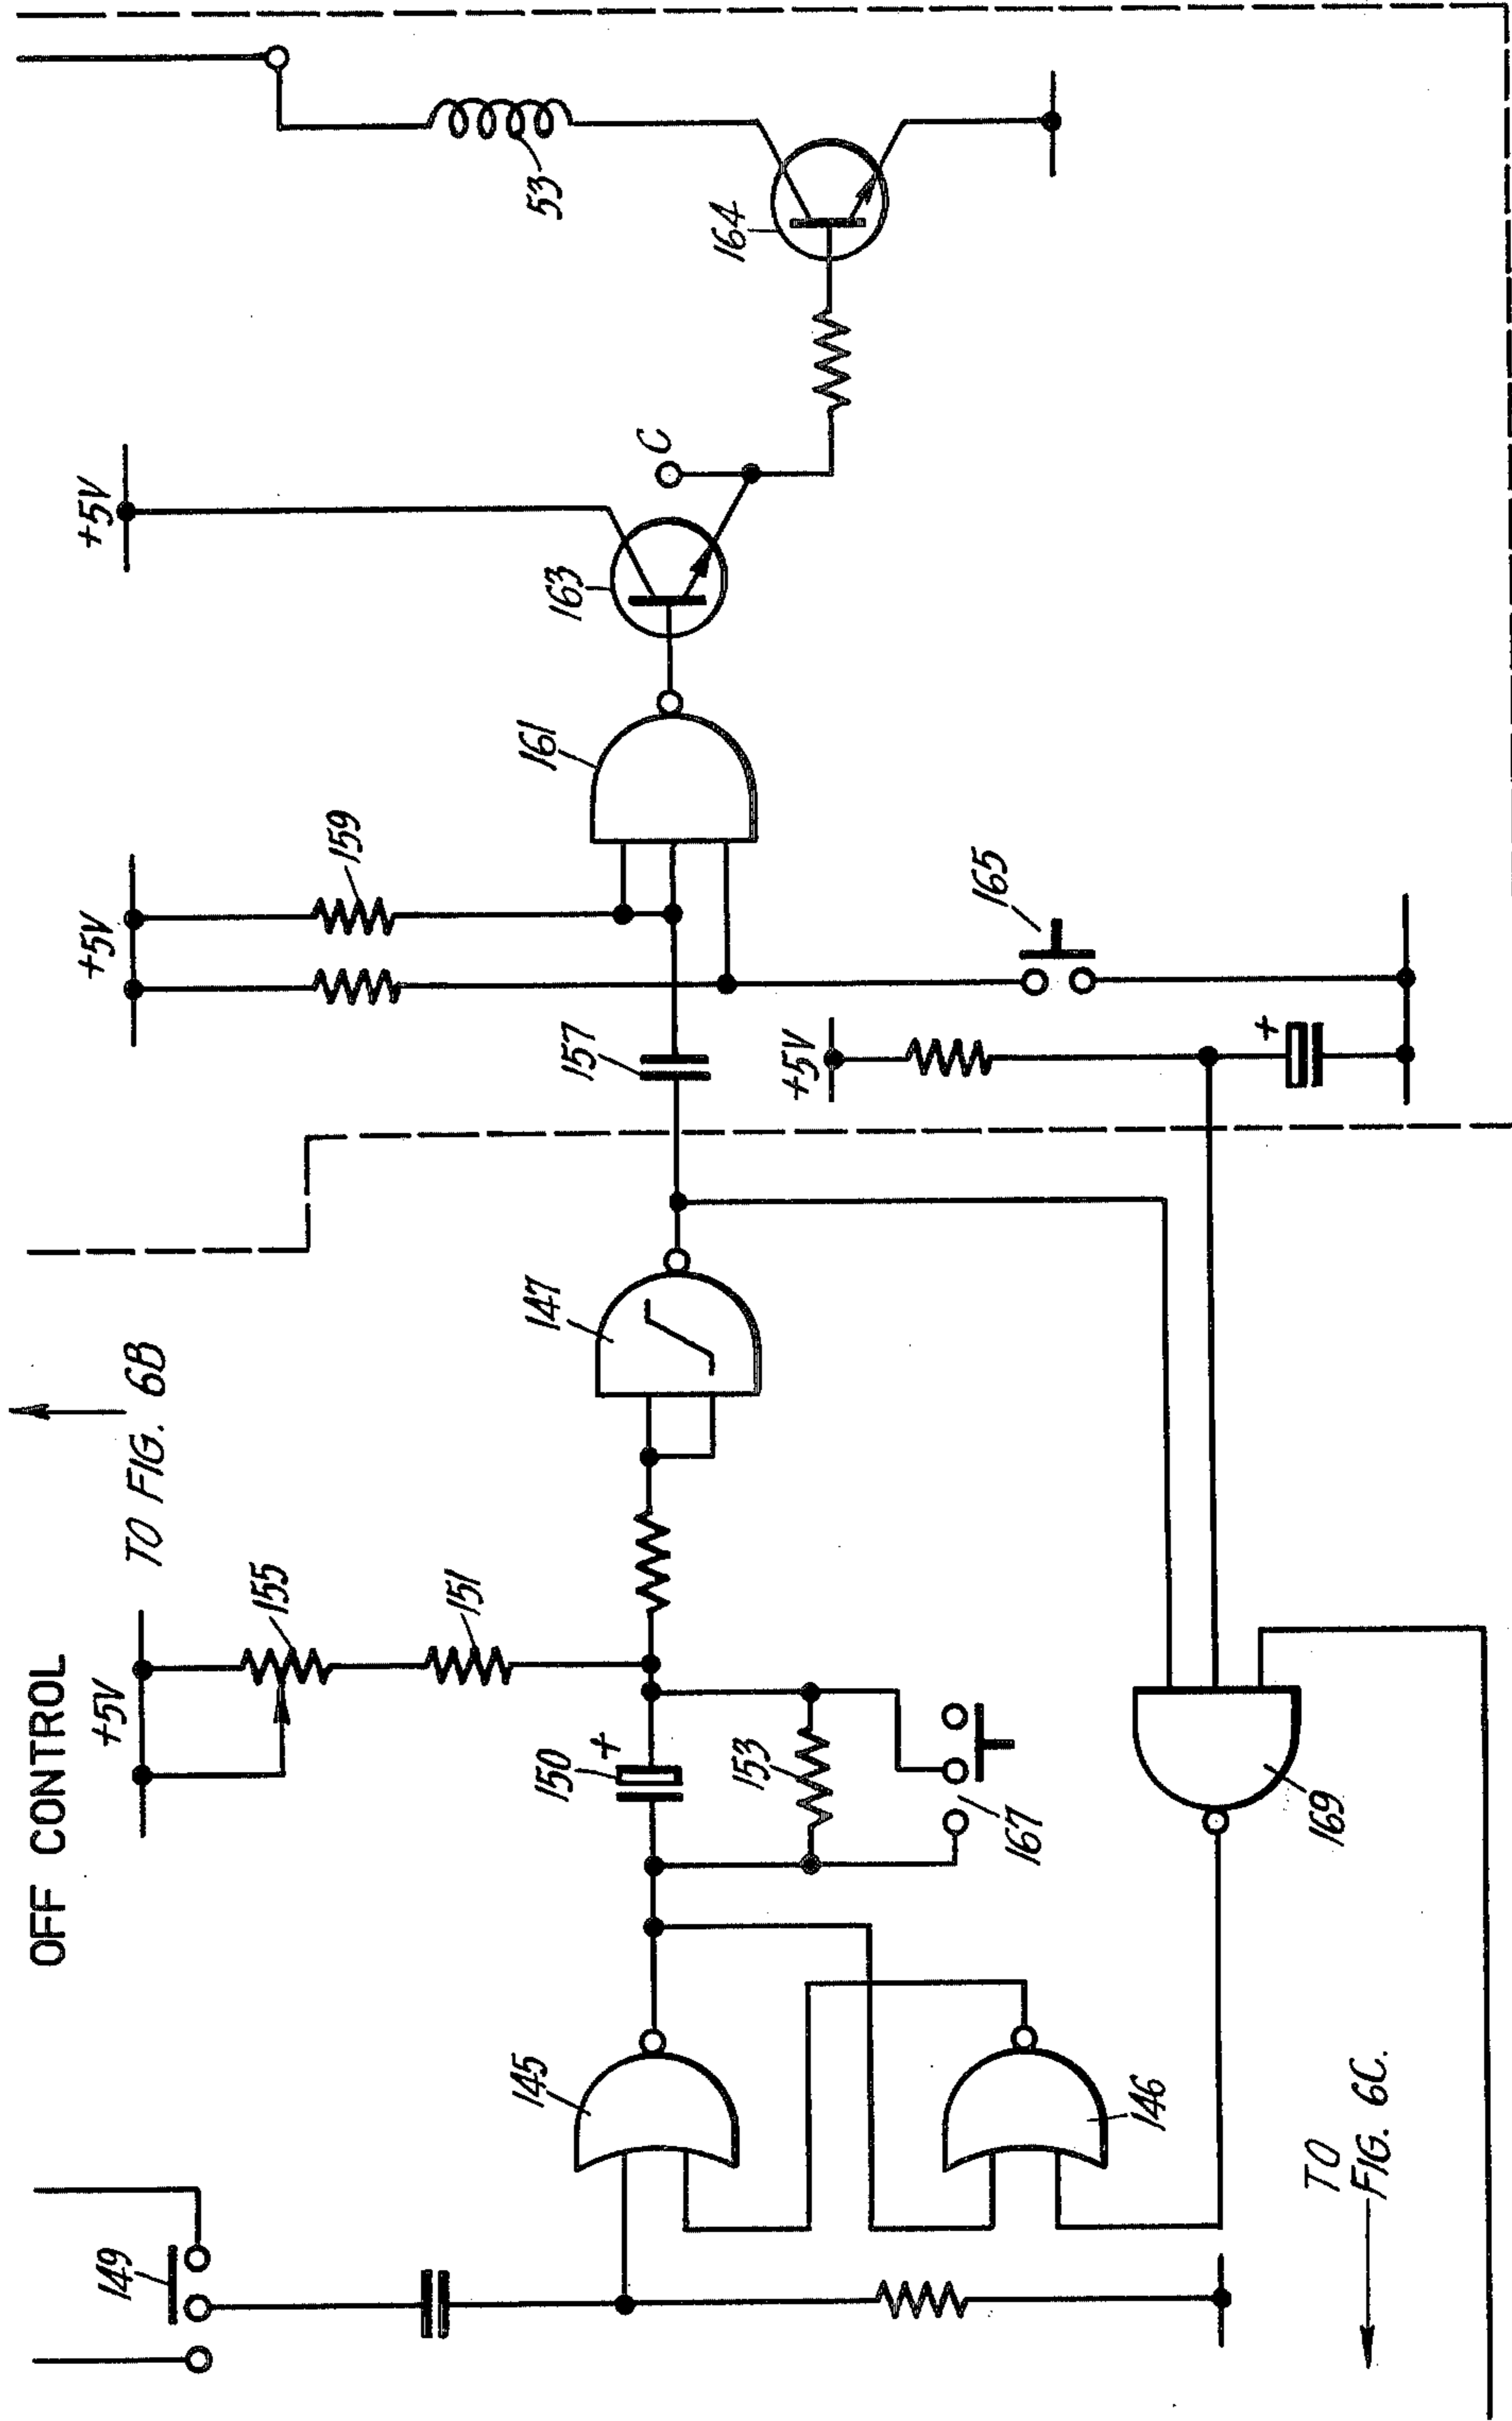 OFF CONTROL
TO FIG. 6B
+5V
155
151
149
145
150
+
153
167
146
147
169
TO
FIG. 6C.
+5V
159
157
161
+5V
+
165
+5V
163
C
164
53